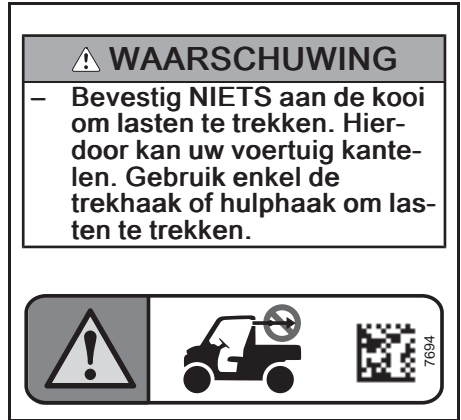 ⚠ WAARSCHUWING
– Bevestig NIETS aan de kooi
om lasten te trekken. Hier-
door kan uw voertuig kante-
len. Gebruik enkel de
trekhaak of hulphaak om las-
ten te trekken.
7694